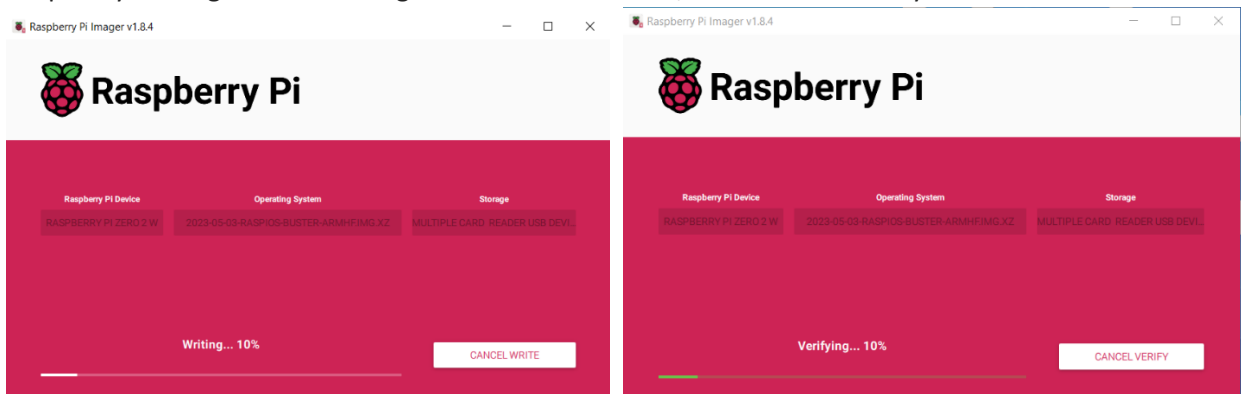 Raspberry Pi Imager v1.8.4
Raspberry Pi
Raspberry Pi Device Operating System Storage
RASPBERRY PI ZERO 2 W 2023-05-03-RASPIOS-BUSTER-ARMHF.IMG.XZ MULTIPLE CARD READER USB DEVI..
Writing... 10%
CANCEL WRITE
Raspberry Pi Imager v1.8.4
Raspberry Pi
Raspberry Pi Device Operating System Storage
RASPBERRY PI ZERO 2 W 2023-05-03-RASPIOS-BUSTER-ARMHF.IMG.XZ MULTIPLE CARD READER USB DEVI..
Verifying... 10%
CANCEL VERIFY